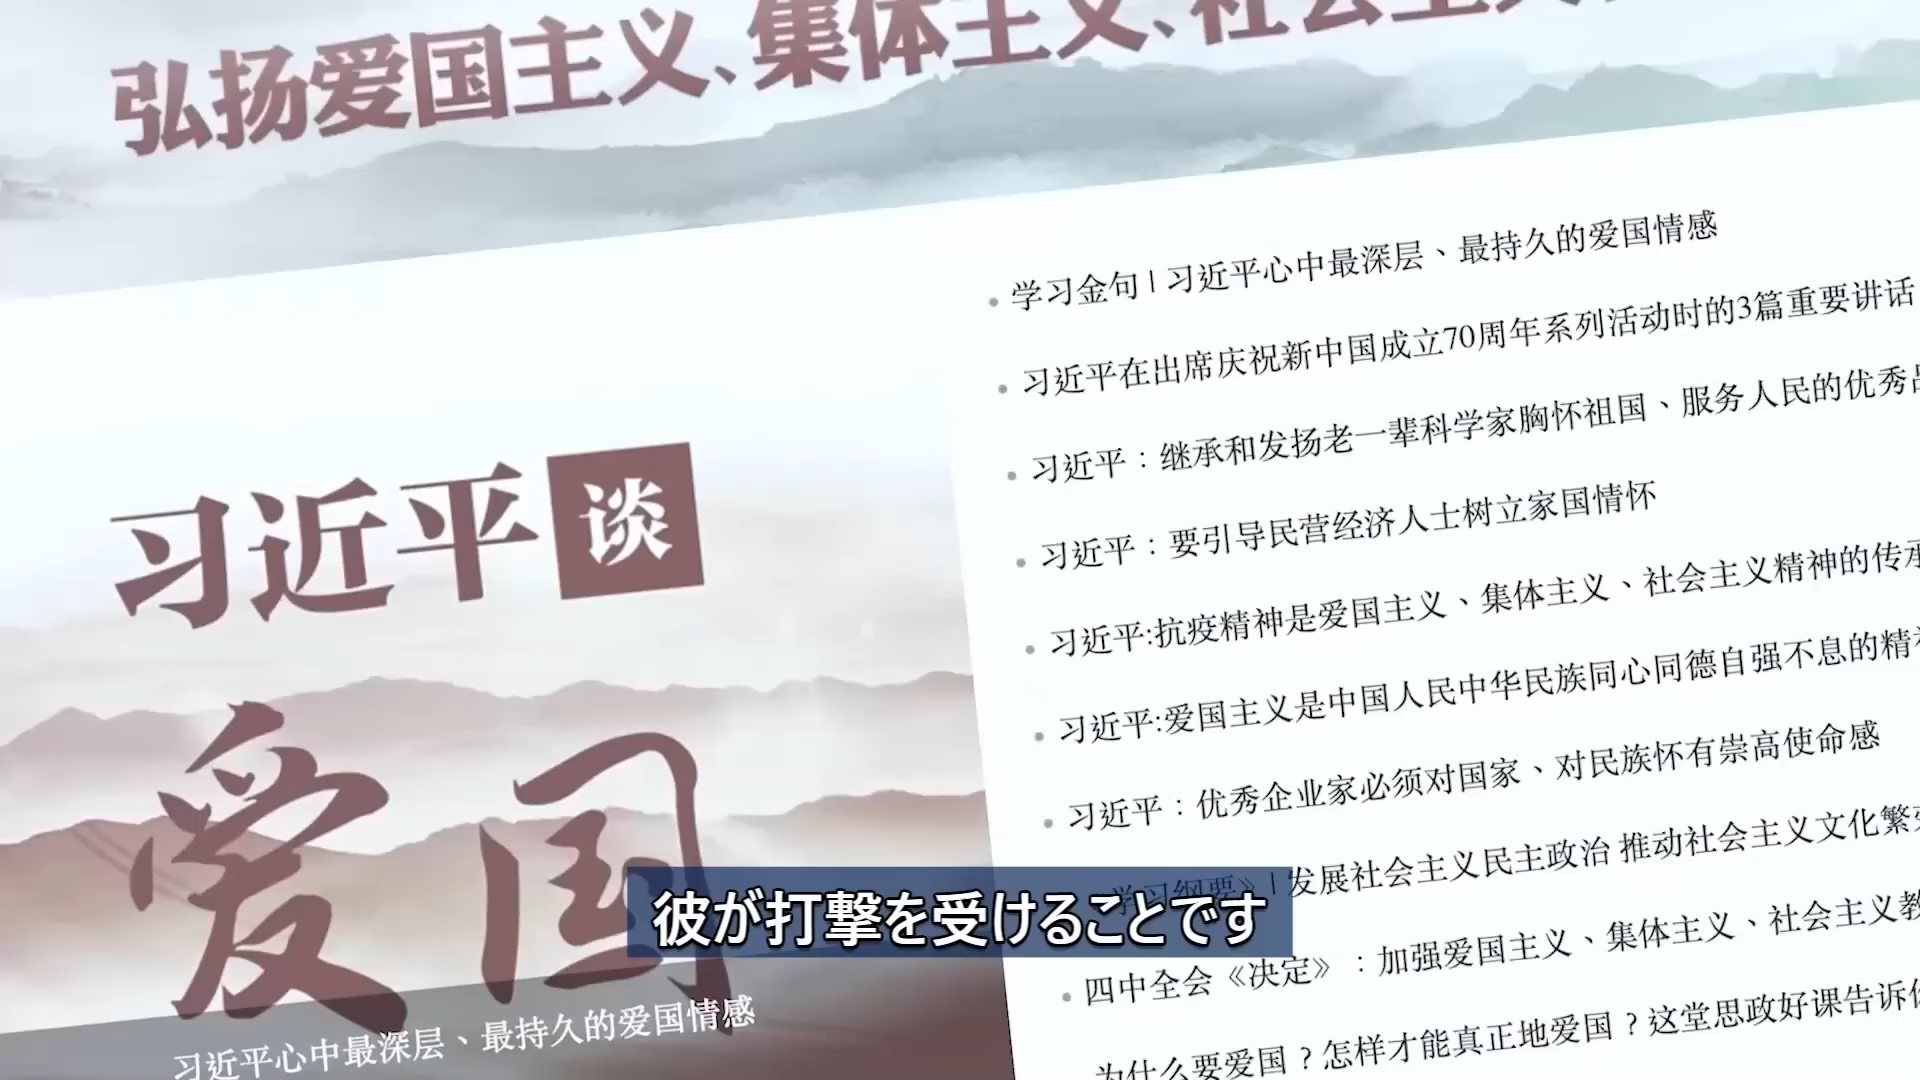 弘扬爱国主义、集体主义、社会主义
习近平谈
爱国
习近平心中最深层、最持久的爱国情感
学习金句 | 习近平心中最深层、最持久的爱国情感
习近平在出席庆祝新中国成立70周年系列活动时的3篇重要讲话
习近平：继承和发扬老一辈科学家胸怀祖国、服务人民的优秀品
习近平：要引导民营经济人士树立家国情怀
习近平:抗疫精神是爱国主义、集体主义、社会主义精神的传承
习近平:爱国主义是中国人民中华民族同心同德自强不息的精神
习近平：优秀企业家必须对国家、对民族怀有崇高使命感
《学习纲要》 | 发展社会主义民主政治 推动社会主义文化繁荣
四中全会《决定》：加强爱国主义、集体主义、社会主义教
为什么要爱国？怎样才能真正地爱国？这堂思政好课告诉你
彼が打撃を受けることです